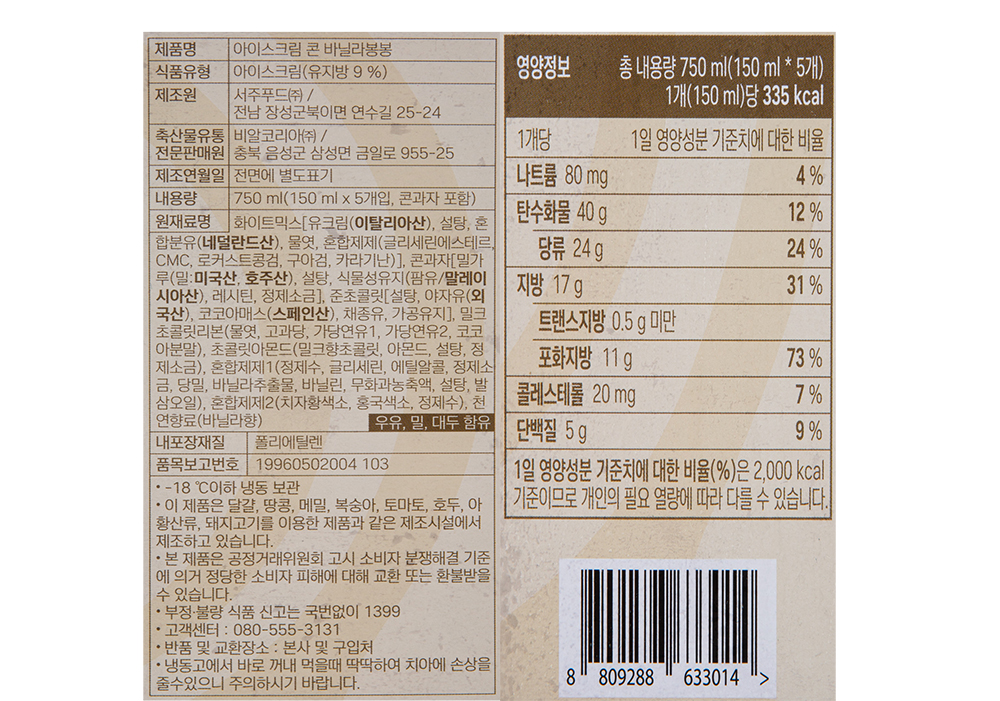 제품명 아이스크림 콘 바닐라봉봉
식품유형 아이스크림(유지방 9 %)
제조원 서주푸드㈜ /
전남 장성군북이면 연수길 25-24
축산물유통 비알코리아㈜ /
전문판매원 충북 음성군 삼성면 금일로 955-25
제조연월일 전면에 별도표기
내용량 750 ml(150 ml x 5개입, 콘과자 포함)
원재료명 화이트믹스[유크림(이탈리아산), 설탕, 혼
합분유(네덜란드산), 물엿, 혼합제제(글리세린에스테르,
CMC, 로커스트콩검, 구아검, 카라기난)], 콘과자[밀가
루(밀:미국산, 호주산), 설탕, 식물성유지(팜유/말레이
시아산), 레시틴, 정제소금], 준초콜릿[설탕, 야자유(외
국산), 코코아매스(스페인산), 채종유, 가공유지], 밀크
초콜릿리본(물엿, 고과당, 가당연유1, 가당연유2, 코코
아분말), 초콜릿아몬드(밀크향초콜릿, 아몬드, 설탕, 정
제소금), 혼합제제1(정제수, 글리세린, 에틸알콜, 정제소
금, 당밀, 바닐라추출물, 바닐린, 무화과농축액, 설탕, 발
삼오일), 혼합제제2(치자황색소, 홍국색소, 정제수), 천
연향료(바닐라향) 우유, 밀, 대두 함유
내포장재질 폴리에틸렌
품목보고번호 19960502004 103
• -18 ℃이하 냉동 보관
• 이 제품은 달걀, 땅콩, 메밀, 복숭아, 토마토, 호두, 아
황산류, 돼지고기를 이용한 제품과 같은 제조시설에서
제조하고 있습니다.
• 본 제품은 공정거래위원회 고시 소비자 분쟁해결 기준
에 의거 정당한 소비자 피해에 대해 교환 또는 환불받을
수 있습니다.
• 부정·불량 식품 신고는 국번없이 1399
• 고객센터 : 080-555-3131
• 반품 및 교환장소 : 본사 및 구입처
• 냉동고에서 바로 꺼내 먹을때 딱딱하여 치아에 손상을
줄수있으니 주의하시기 바랍니다.
영양정보 총 내용량 750 ml(150 ml * 5개)
1개(150 ml)당 335 kcal
1개당 1일 영양성분 기준치에 대한 비율
나트륨 80 mg 4 %
탄수화물 40 g 12 %
당류 24 g 24 %
지방 17 g 31 %
트랜스지방 0.5 g 미만
포화지방 11 g 73 %
콜레스테롤 20 mg 7 %
단백질 5 g 9 %
1일 영양성분 기준치에 대한 비율(%)은 2,000 kcal
기준이므로 개인의 필요 열량에 따라 다를 수 있습니다.
8 809288 633014 >